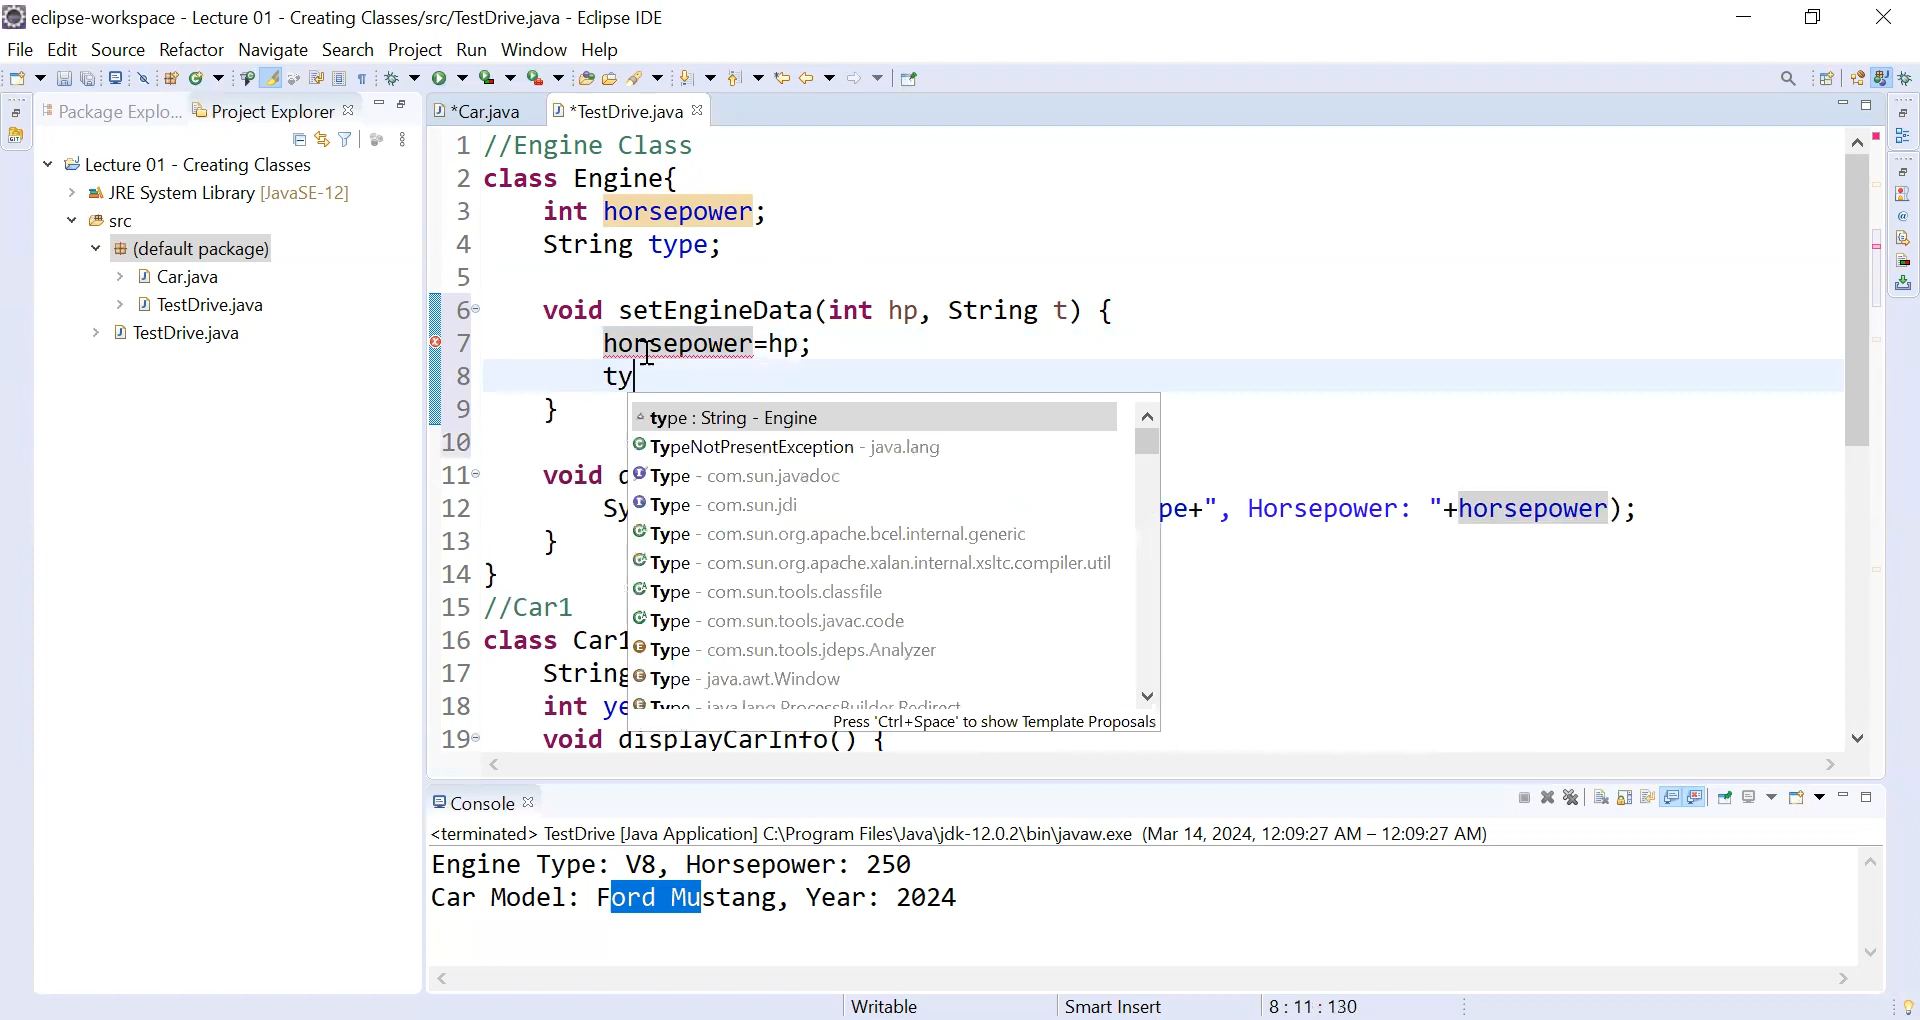 eclipse-workspace - Lecture 01 - Creating Classes/src/TestDrive.java - Eclipse IDE
File Edit Source Refactor Navigate Search Project Run Window Help
Package Explo... Project Explorer
*Car.java *TestDrive.java
Lecture 01 - Creating Classes
JRE System Library [JavaSE-12]
src
(default package)
Car.java
TestDrive.java
TestDrive.java
1 //Engine Class
2 class Engine{
3 int horsepower;
4 String type;
5
6 void setEngineData(int hp, String t) {
7 horsepower=hp;
8 ty
9 }
10
11 void d
12 Sy pe+", Horsepower: "+horsepower);
13 }
14 }
15 //Car1
16 class Car1
17 String
18 int ye
19 void displayCarInfo() {
type : String - Engine
TypeNotPresentException - java.lang
Type - com.sun.javadoc
Type - com.sun.jdi
Type - com.sun.org.apache.bcel.internal.generic
Type - com.sun.org.apache.xalan.internal.xsltc.compiler.util
Type - com.sun.tools.classfile
Type - com.sun.tools.javac.code
Type - com.sun.tools.jdeps.Analyzer
Type - java.awt.Window
Type - java.lang.ProcessBuilder.Redirect
Press 'Ctrl+Space' to show Template Proposals
Console
<terminated> TestDrive [Java Application] C:\Program Files\Java\jdk-12.0.2\bin\javaw.exe (Mar 14, 2024, 12:09:27 AM – 12:09:27 AM)
Engine Type: V8, Horsepower: 250
Car Model: Ford Mustang, Year: 2024
Writable Smart Insert 8 : 11 : 130